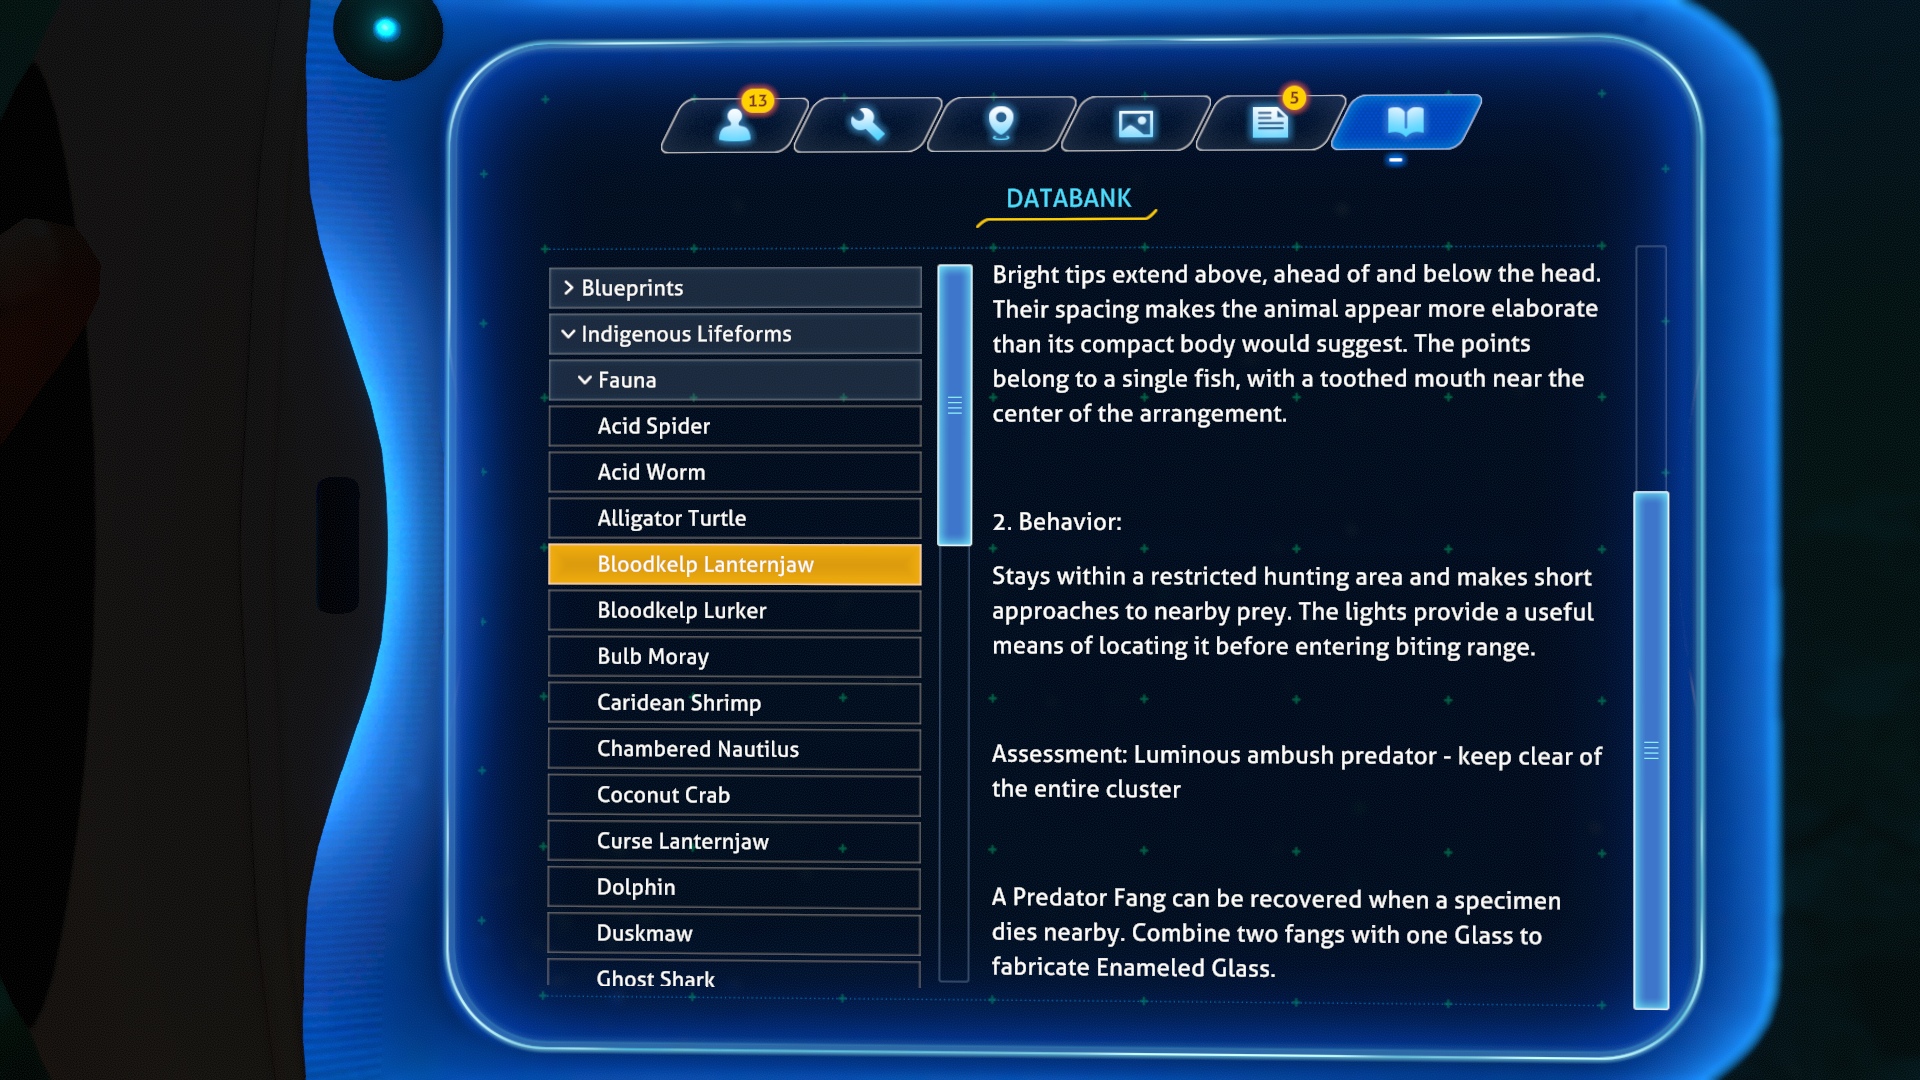 13
5
DATABANK
Blueprints
Indigenous Lifeforms
Fauna
Acid Spider
Acid Worm
Alligator Turtle
Bloodkelp Lanternjaw
Bloodkelp Lurker
Bulb Moray
Caridean Shrimp
Chambered Nautilus
Coconut Crab
Curse Lanternjaw
Dolphin
Duskmaw
Ghost Shark
Bright tips extend above, ahead of and below the head.
Their spacing makes the animal appear more elaborate
than its compact body would suggest. The points
belong to a single fish, with a toothed mouth near the
center of the arrangement.
2. Behavior:
Stays within a restricted hunting area and makes short
approaches to nearby prey. The lights provide a useful
means of locating it before entering biting range.
Assessment: Luminous ambush predator - keep clear of
the entire cluster
A Predator Fang can be recovered when a specimen
dies nearby. Combine two fangs with one Glass to
fabricate Enameled Glass.